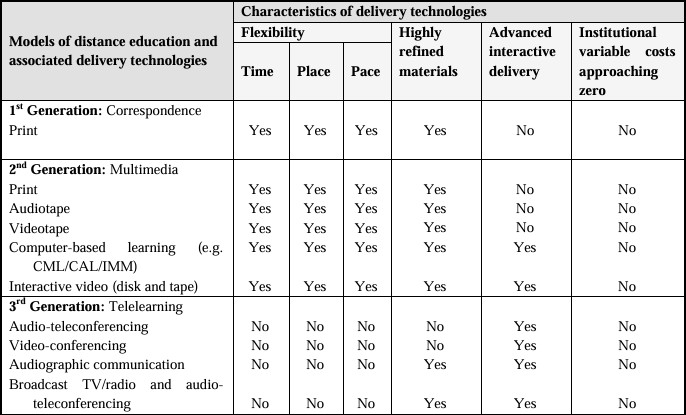 Models of distance education and associated delivery technologies
Characteristics of delivery technologies
Flexibility
Highly refined materials
Advanced interactive delivery
Institutional variable costs approaching zero
Time Place Pace
1st Generation: Correspondence
Print Yes Yes Yes Yes No No
2nd Generation: Multimedia
Print Yes Yes Yes Yes No No
Audiotape Yes Yes Yes Yes No No
Videotape Yes Yes Yes Yes No No
Computer-based learning (e.g. Yes Yes Yes Yes Yes No
CML/CAL/IMM)
Interactive video (disk and tape) Yes Yes Yes Yes Yes No
3rd Generation: Telelearning
Audio-teleconferencing No No No No Yes No
Video-conferencing No No No No Yes No
Audiographic communication No No No Yes Yes No
Broadcast TV/radio and audio-
teleconferencing No No No Yes Yes No